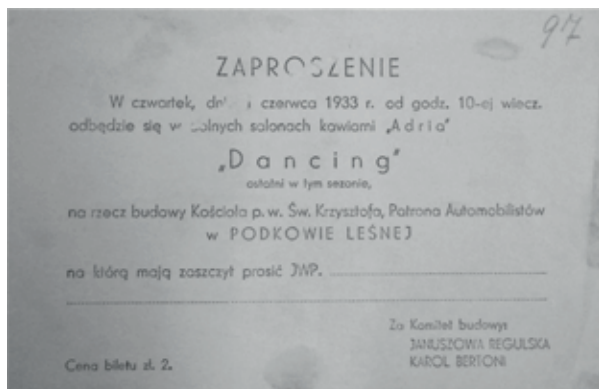 97
ZAPROSZENIE
W czwartek, czerwca 1933 r. od godz. 10-ej wiecz.
odbędzie się w salonach kawiarni „Adria"
„Dancing"
ostatni w tym sezonie,
na rzecz budowy Kościoła p. w. Św. Krzysztofa, Patrona Automobilistów
w PODKOWIE LEŚNEJ
na którą mają zaszczyt prosić JWP.
Za Komitet budowy:
JANUSZOWA REGULSKA
KAROL BERTONI
Cena biletu zł. 2.